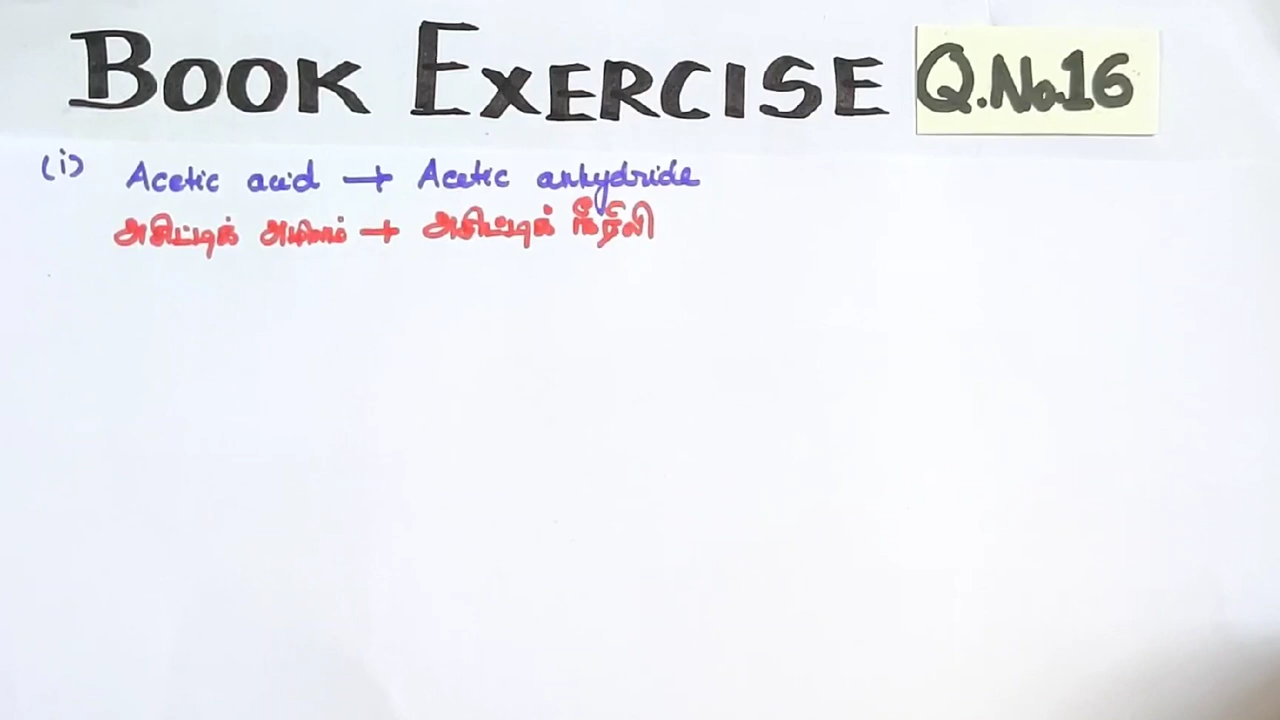 BOOK EXERCISE Q.No.16
(i) Acetic acid → Acetic anhydride
அசிட்டிக் அமிலம் → அசிட்டிக் நீரிலி